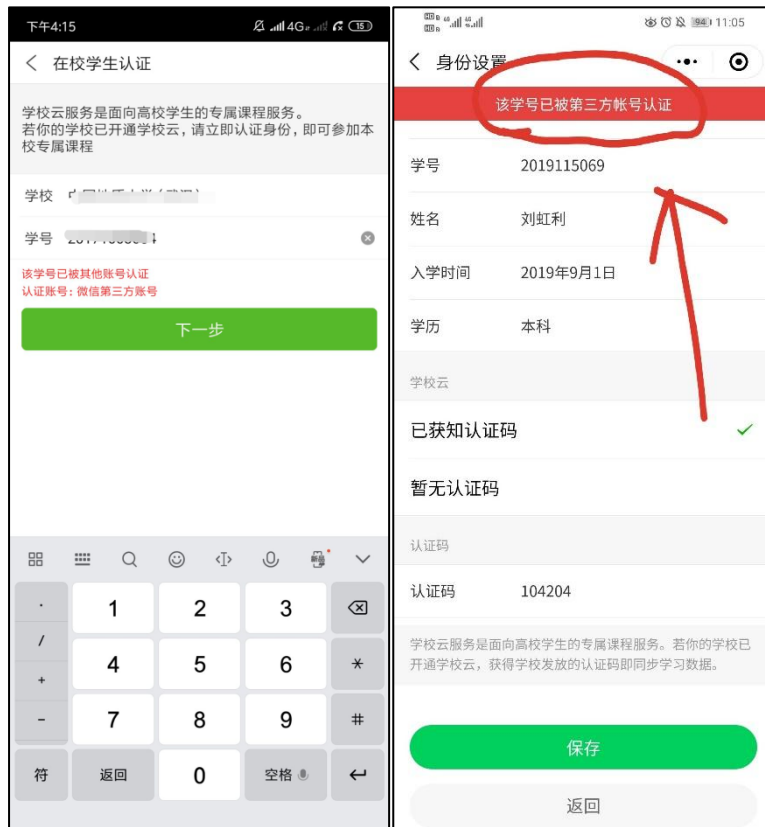 下午4:15
4G
15
在校学生认证
学校云服务是面向高校学生的专属课程服务。
若你的学校已开通学校云，请立即认证身份，即可参加本
校专属课程
学校
学号
该学号已被其他账号认证
认证账号：微信第三方账号
下一步
1
2
3
4
5
6
7
8
9
0
.
/
+
-
*
#
符
返回
空格
94 11:05
身份设置
该学号已被第三方帐号认证
学号 2019115069
姓名 刘虹利
入学时间 2019年9月1日
学历 本科
学校云
已获知认证码
暂无认证码
认证码
认证码 104204
学校云服务是面向高校学生的专属课程服务。若你的学校已
开通学校云，获得学校发放的认证码即同步学习数据。
保存
返回